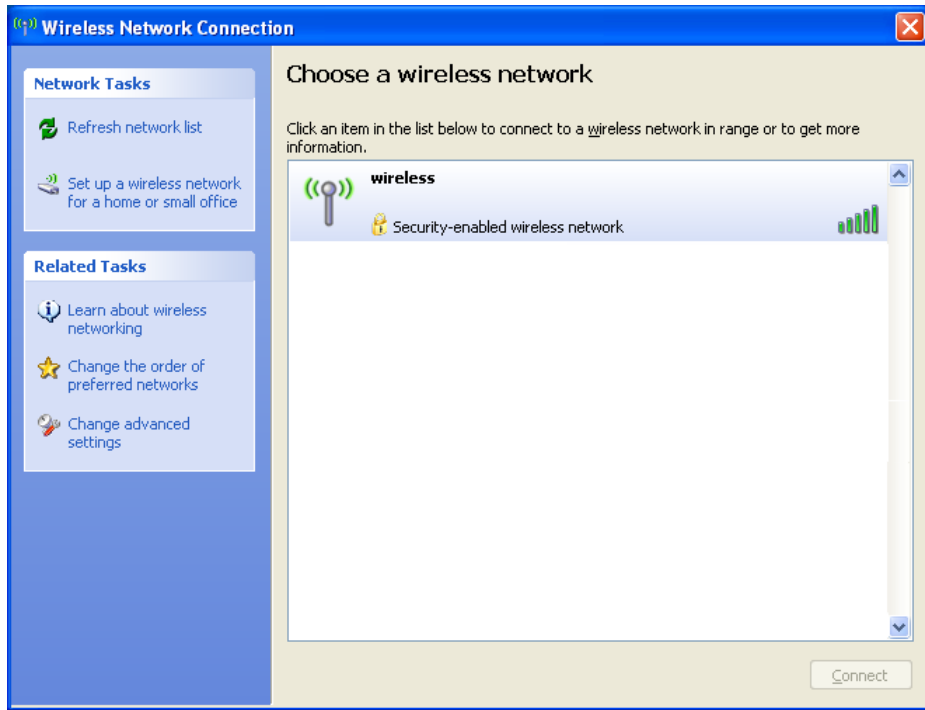 Wireless Network Connection
Network Tasks
Refresh network list
Set up a wireless network
for a home or small office
Related Tasks
Learn about wireless
networking
Change the order of
preferred networks
Change advanced
settings
Choose a wireless network
Click an item in the list below to connect to a wireless network in range or to get more
information.
wireless
Security-enabled wireless network
Connect